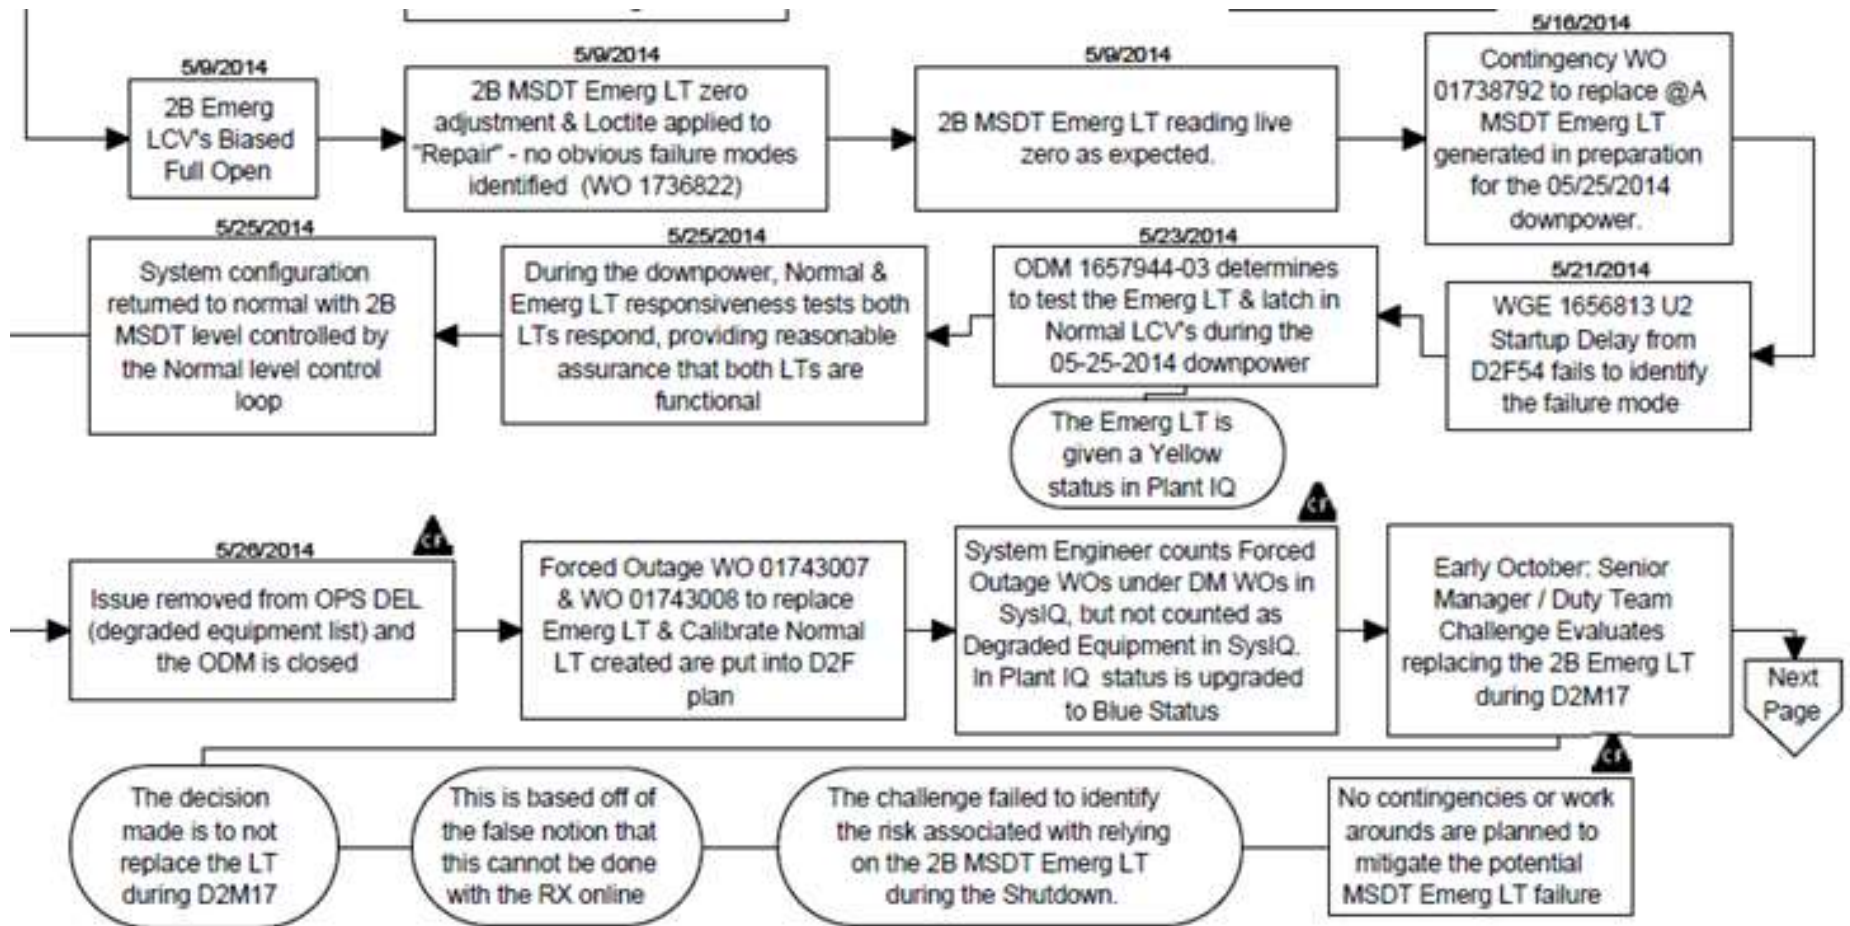 5/9/2014
2B Emerg
LCV's Biased
Full Open
5/9/2014
2B MSDT Emerg LT zero
adjustment & Loctite applied to
"Repair" - no obvious failure modes
identified (WO 1736822)
5/9/2014
2B MSDT Emerg LT reading live
zero as expected.
5/16/2014
Contingency WO
01738792 to replace @A
MSDT Emerg LT
generated in preparation
for the 05/25/2014
downpower.
5/21/2014
WGE 1656813 U2
Startup Delay from
D2F54 fails to identify
the failure mode
5/23/2014
ODM 1657944-03 determines
to test the Emerg LT & latch in
Normal LCV's during the
05-25-2014 downpower
The Emerg LT is
given a Yellow
status in Plant IQ
5/25/2014
During the downpower, Normal &
Emerg LT responsiveness tests both
LTs respond, providing reasonable
assurance that both LTs are
functional
5/25/2014
System configuration
returned to normal with 2B
MSDT level controlled by
the Normal level control
loop
5/26/2014
cf
Issue removed from OPS DEL
(degraded equipment list) and
the ODM is closed
Forced Outage WO 01743007
& WO 01743008 to replace
Emerg LT & Calibrate Normal
LT created are put into D2F
plan
cf
System Engineer counts Forced
Outage WOs under DM WOs in
SysIQ, but not counted as
Degraded Equipment in SysIQ.
In Plant IQ status is upgraded
to Blue Status
Early October: Senior
Manager / Duty Team
Challenge Evaluates
replacing the 2B Emerg LT
during D2M17
Next
Page
The decision
made is to not
replace the LT
during D2M17
This is based off of
the false notion that
this cannot be done
with the RX online
The challenge failed to identify
the risk associated with relying
on the 2B MSDT Emerg LT
during the Shutdown.
cf
No contingencies or work
arounds are planned to
mitigate the potential
MSDT Emerg LT failure